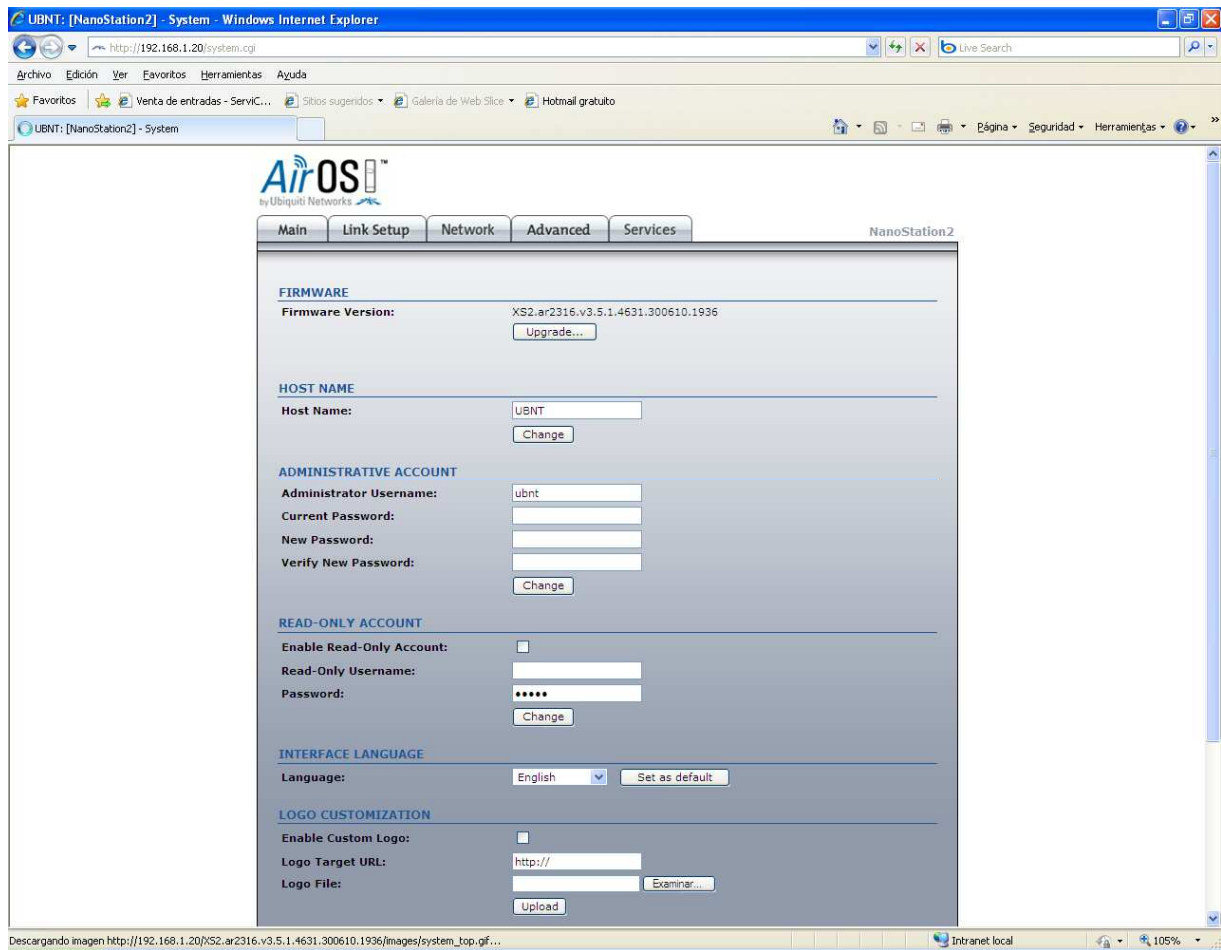 UBNT: [NanoStation2] - System - Windows Internet Explorer
http://192.168.1.20/system.cgi
Live Search
Archivo Edición Ver Favoritos Herramientas Ayuda
Favoritos Venta de entradas - ServiC... Sitios sugeridos Galería de Web Slice Hotmail gratuito
UBNT: [NanoStation2] - System
Página Seguridad Herramientas
AirOS™
by Ubiquiti Networks
Main Link Setup Network Advanced Services NanoStation2
FIRMWARE
Firmware Version: XS2.ar2316.v3.5.1.4631.300610.1936
Upgrade...
HOST NAME
Host Name: UBNT
Change
ADMINISTRATIVE ACCOUNT
Administrator Username: ubnt
Current Password:
New Password:
Verify New Password:
Change
READ-ONLY ACCOUNT
Enable Read-Only Account:
Read-Only Username:
Password: •••••
Change
INTERFACE LANGUAGE
Language: English Set as default
LOGO CUSTOMIZATION
Enable Custom Logo:
Logo Target URL: http://
Logo File: Examinar...
Upload
Descargando imagen http://192.168.1.20/XS2.ar2316.v3.5.1.4631.300610.1936/images/system_top.gif... Intranet local 105%